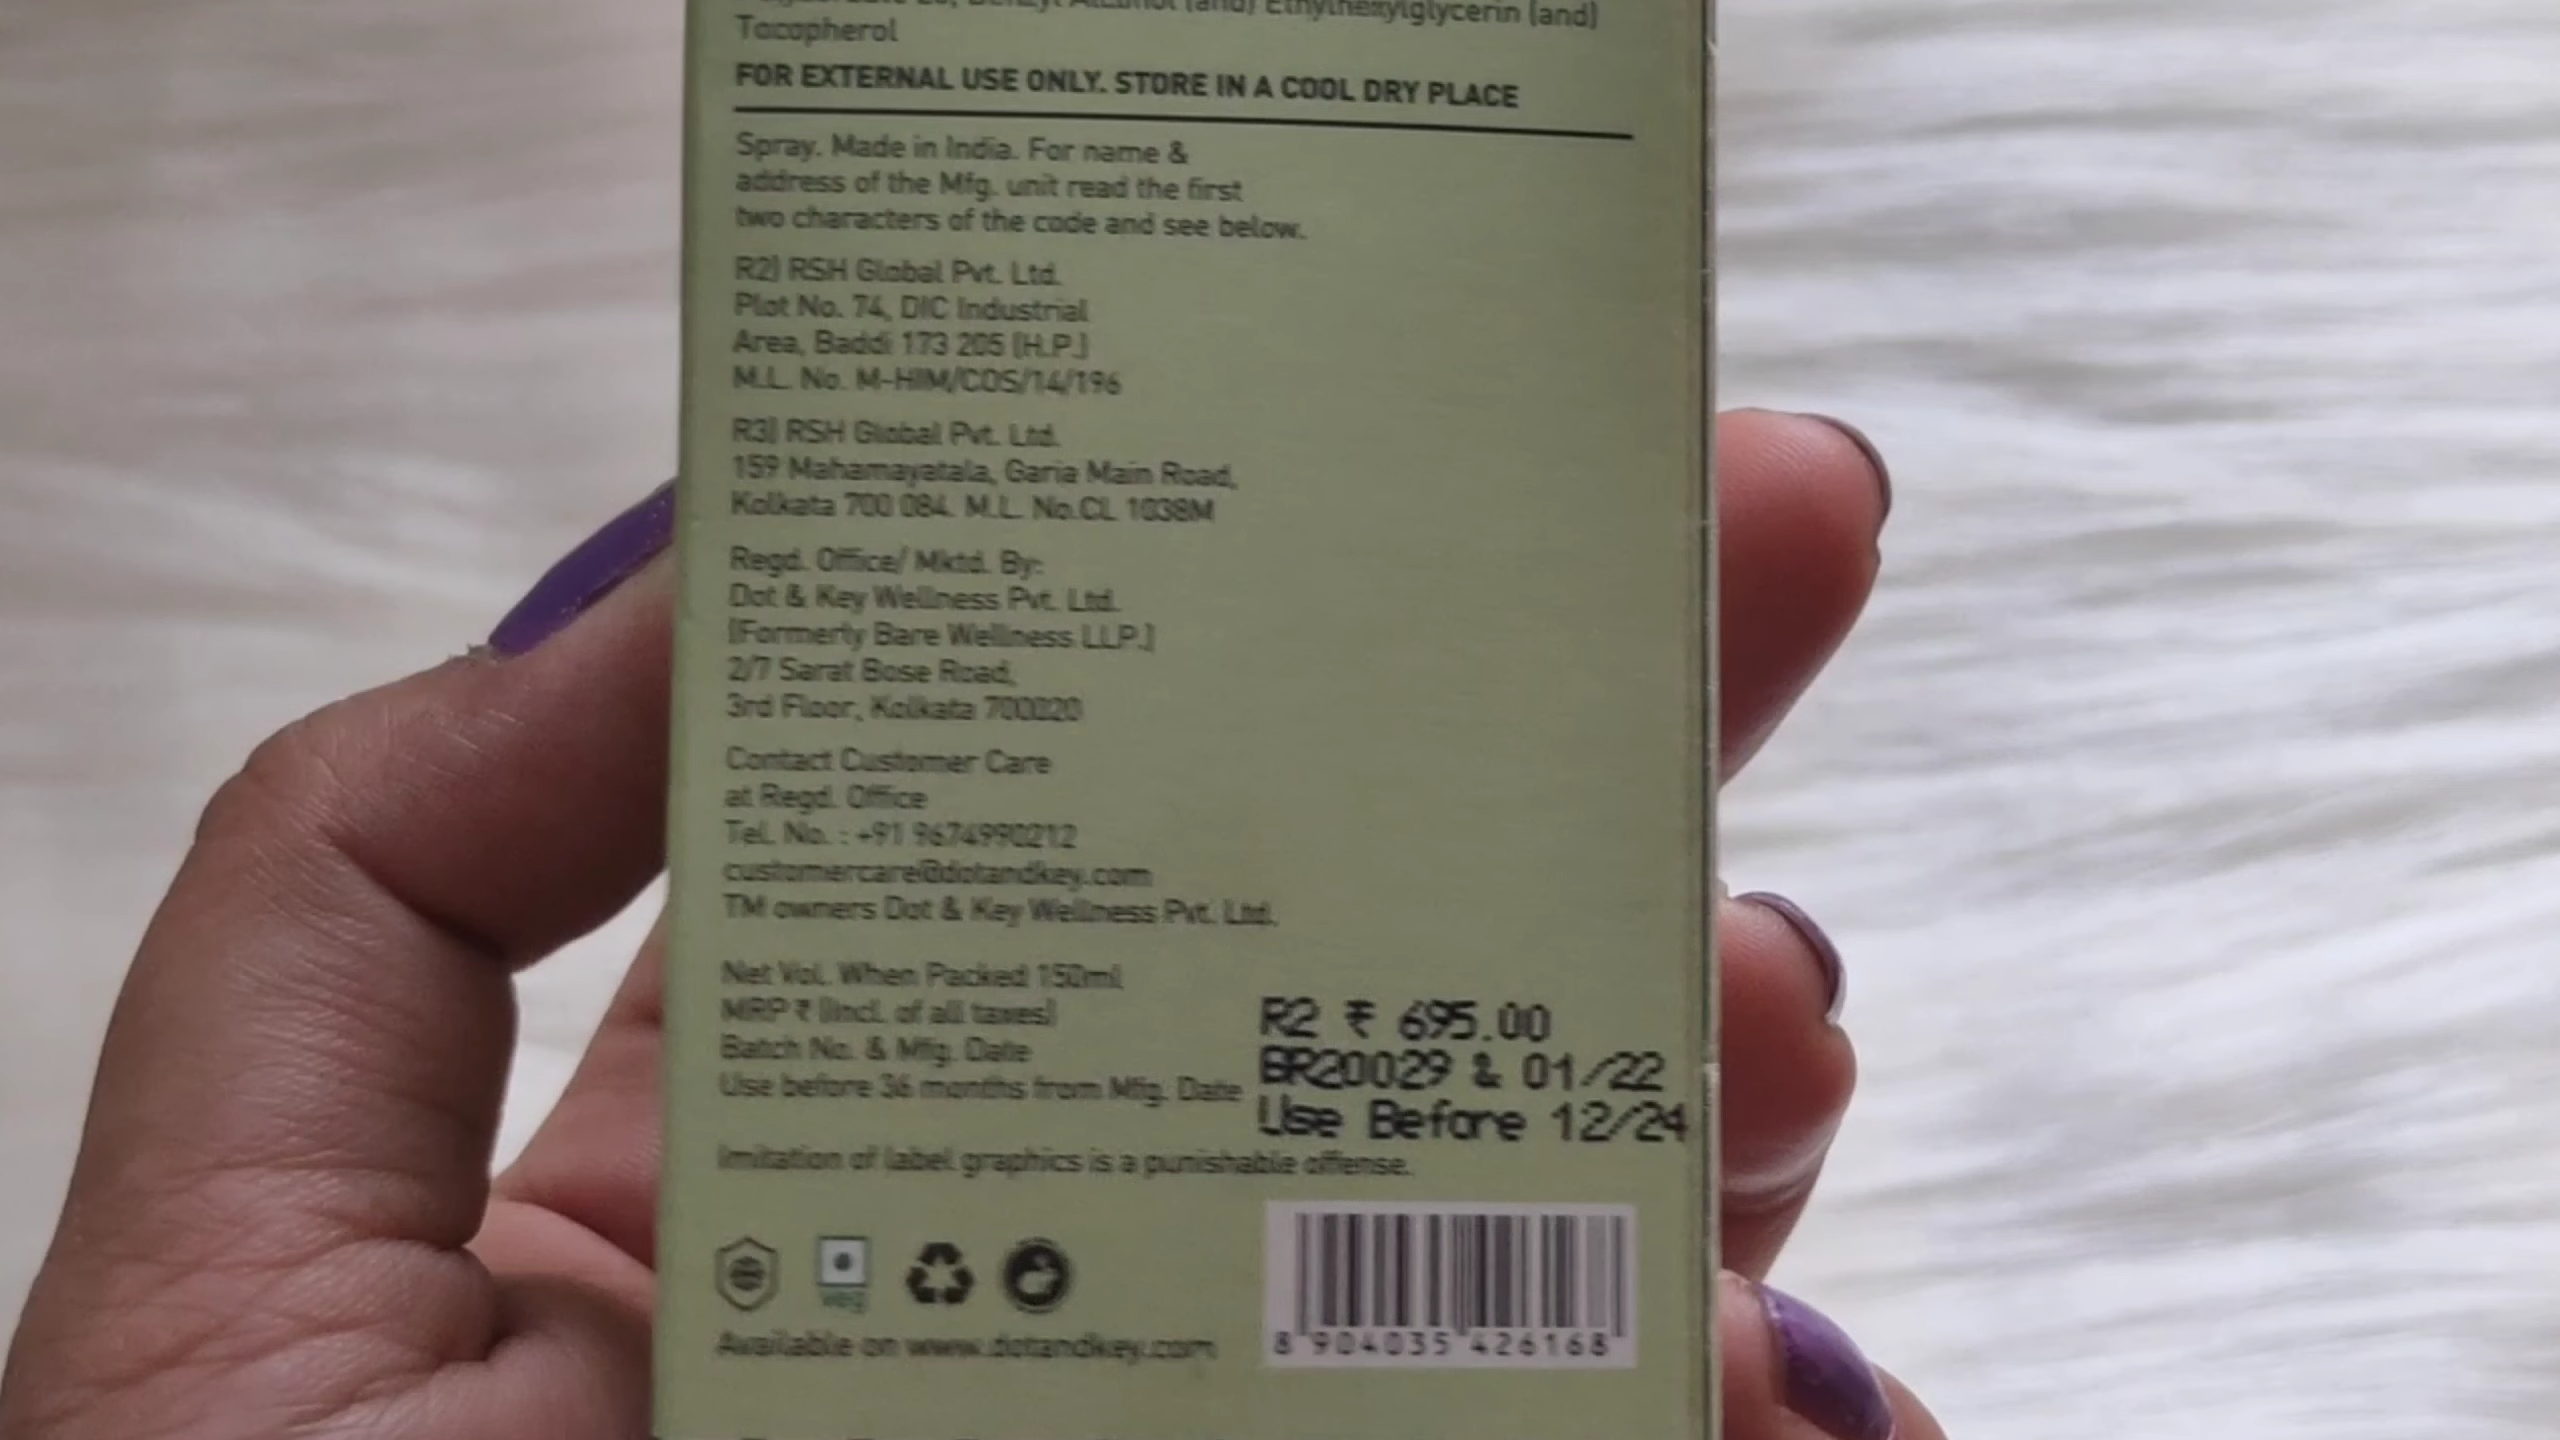 Benzyl Alcohol (and) Ethylhexylglycerin (and)
Tocopherol
FOR EXTERNAL USE ONLY. STORE IN A COOL DRY PLACE
Spray. Made in India. For name &
address of the Mfg. unit read the first
two characters of the code and see below.
R2) RSH Global Pvt. Ltd.
Plot No. 74, DIC Industrial
Area, Baddi 173 205 (H.P.)
M.L. No. M-HIM/COS/14/196
R3) RSH Global Pvt. Ltd.
159 Mahamayatala, Garia Main Road,
Kolkata 700 084. M.L. No.CL 1038M
Regd. Office/ Mktd. By:
Dot & Key Wellness Pvt. Ltd.
(Formerly Bare Wellness LLP.)
2/7 Sarat Bose Road,
3rd Floor, Kolkata 700020
Contact Customer Care
at Regd. Office
Tel. No. : +91 9674990212
customercare@dotandkey.com
TM owners Dot & Key Wellness Pvt. Ltd.
Net Vol. When Packed 150ml
MRP ₹ (Incl. of all taxes) R2 ₹ 695.00
Batch No. & Mfg. Date BR20029 & 01/22
Use before 36 months from Mfg. Date Use Before 12/24
Imitation of label graphics is a punishable offense.
veg
Available on www.dotandkey.com
8 904035 426168